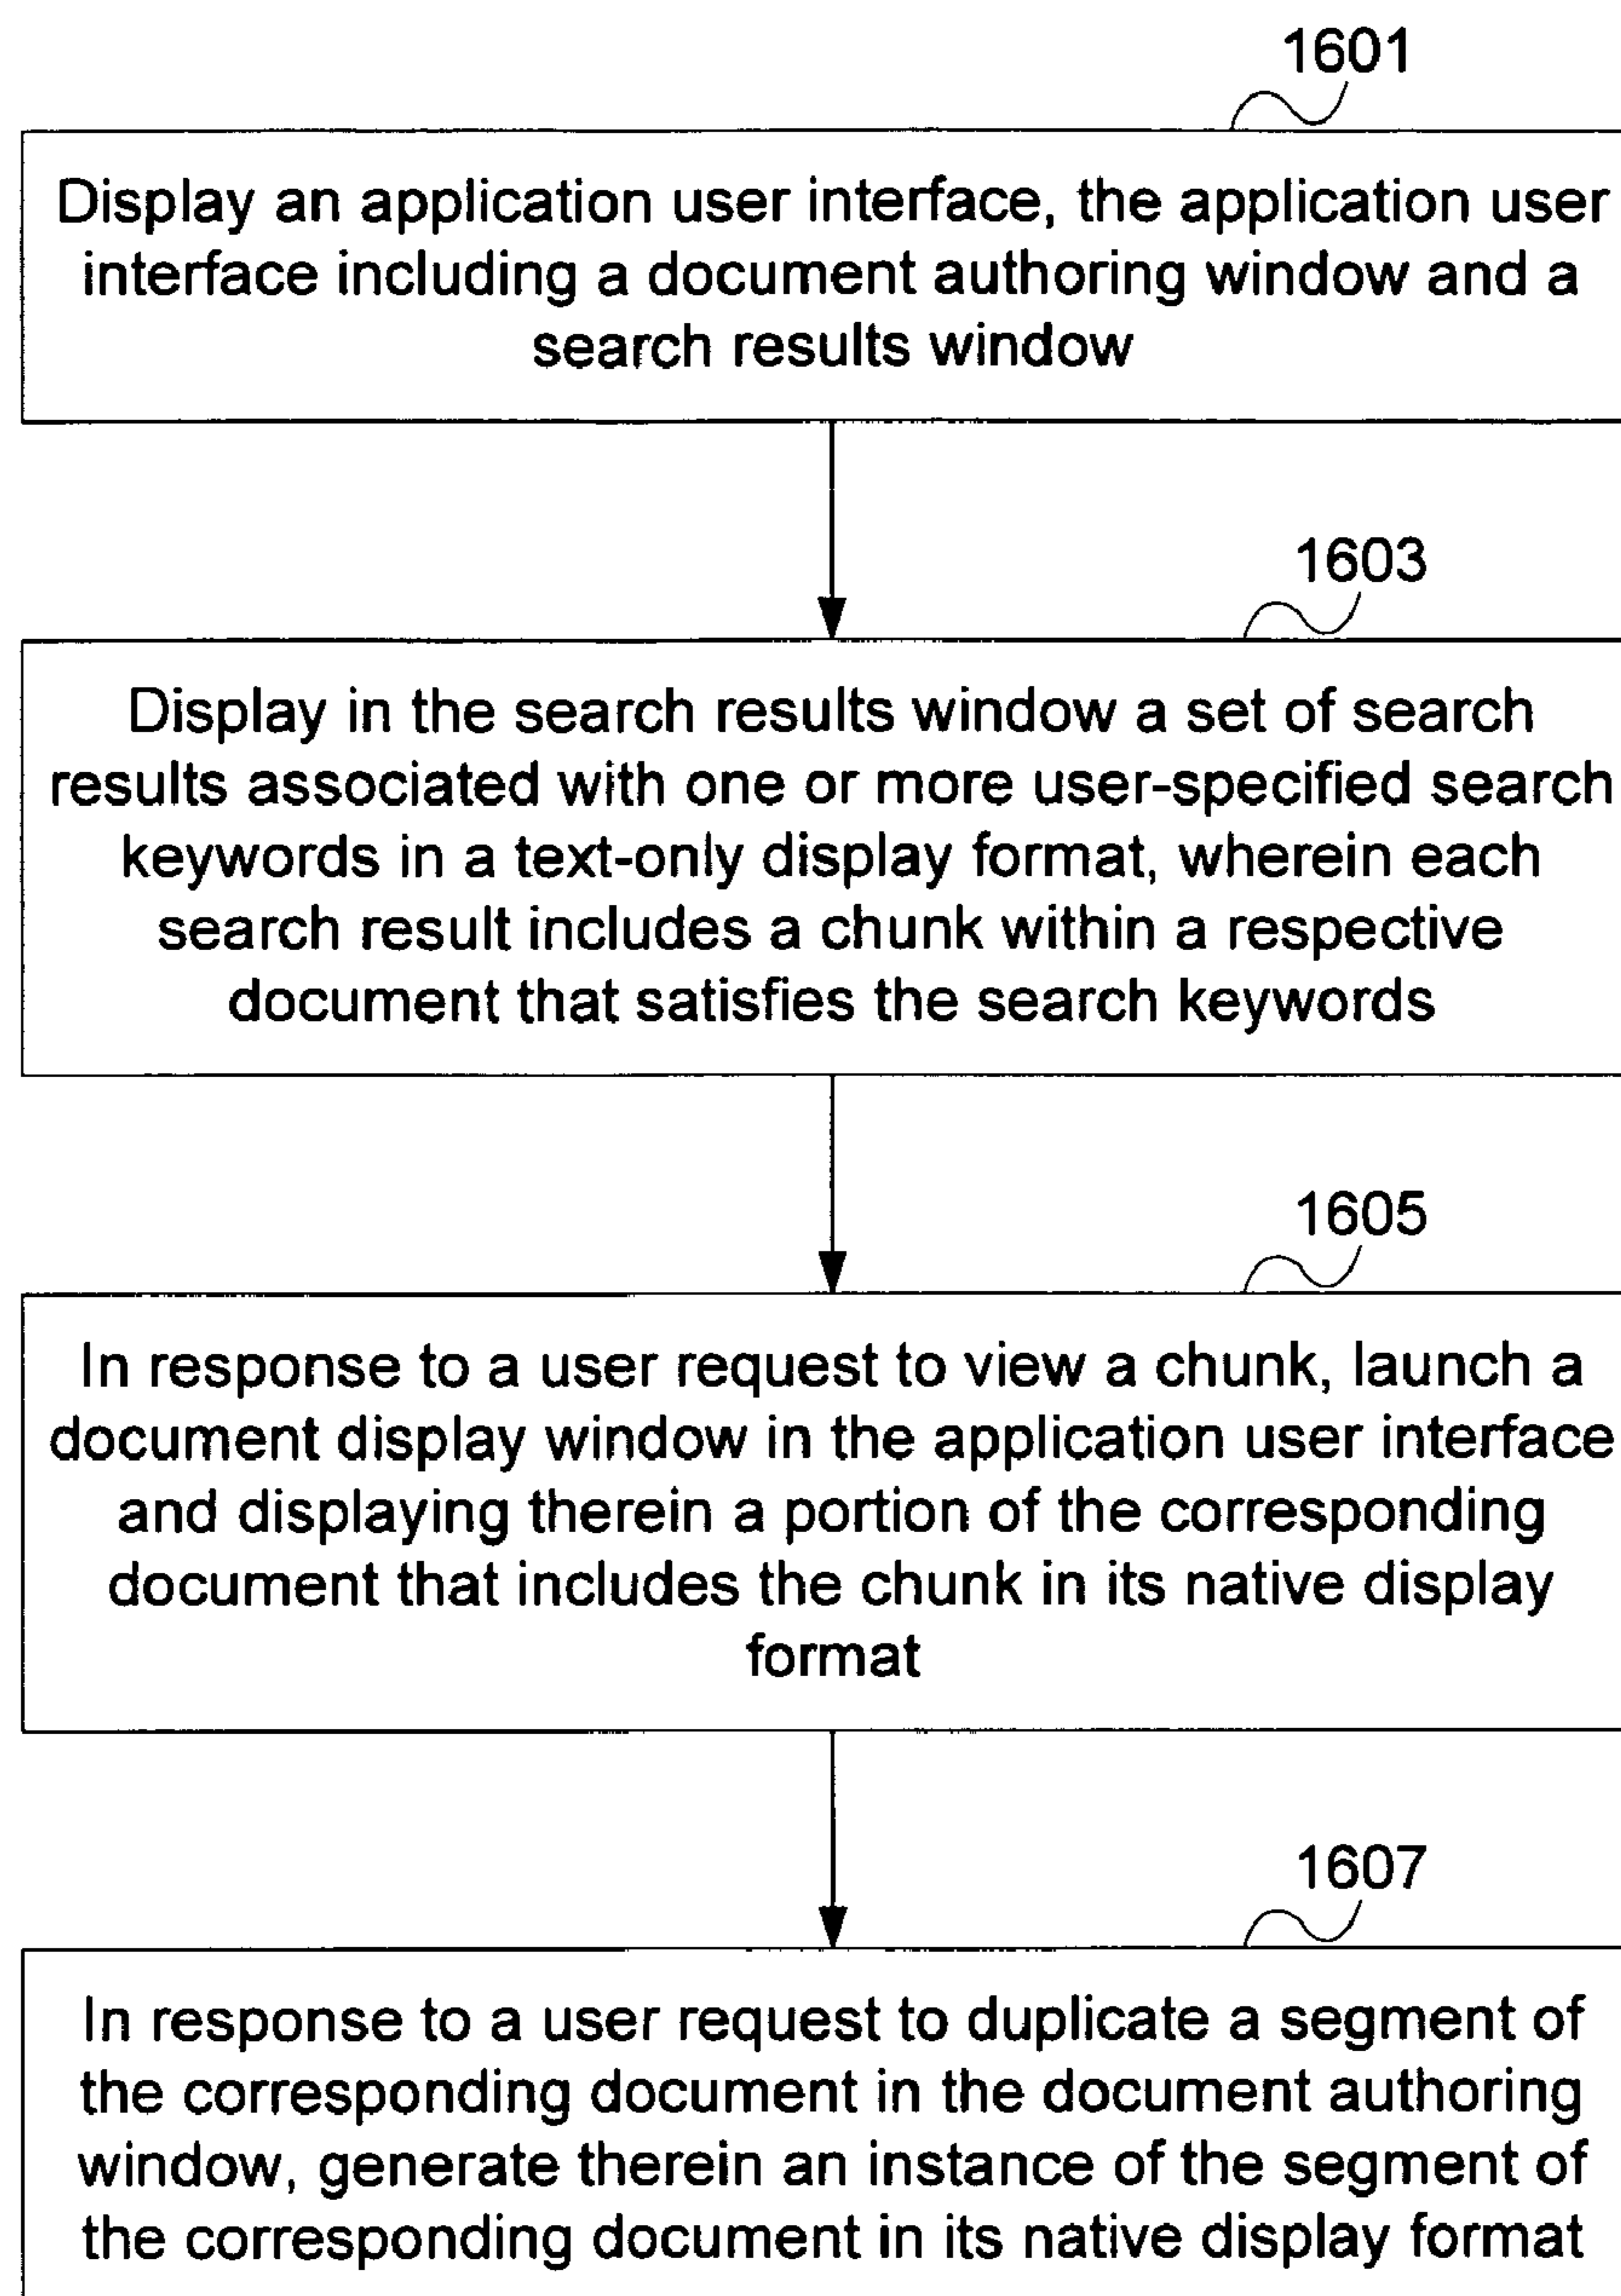 1601
Display an application user interface, the application user
interface including a document authoring window and a
search results window
1603
Display in the search results window a set of search
results associated with one or more user-specified search
keywords in a text-only display format, wherein each
search result includes a chunk within a respective
document that satisfies the search keywords
1605
In response to a user request to view a chunk, launch a
document display window in the application user interface
and displaying therein a portion of the corresponding
document that includes the chunk in its native display
format
1607
In response to a user request to duplicate a segment of
the corresponding document in the document authoring
window, generate therein an instance of the segment of
the corresponding document in its native display format